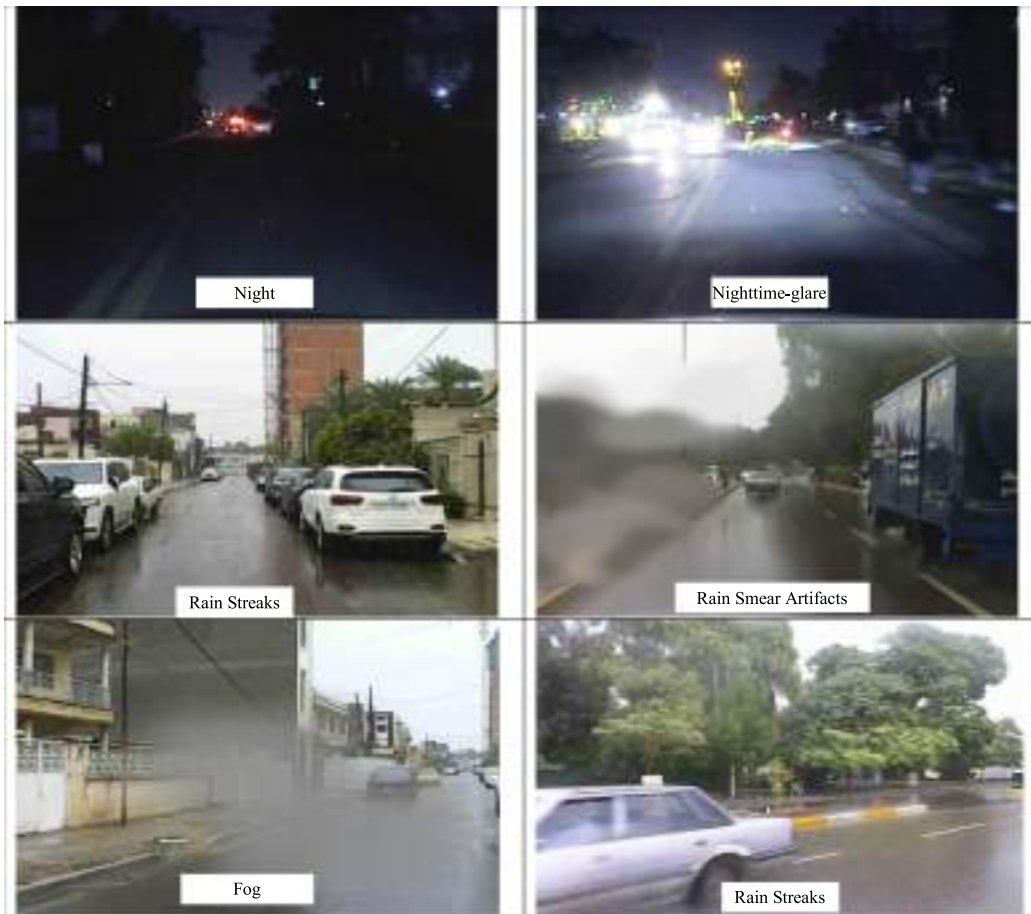 Night
Nighttime-glare
Rain Streaks
Rain Smear Artifacts
Fog
Rain Streaks